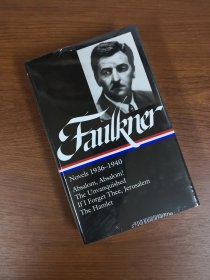 Faulkner
Novels 1936-1940
Absalom, Absalom!
The Unvanquished
If I Forget Thee, Jerusalem
The Hamlet